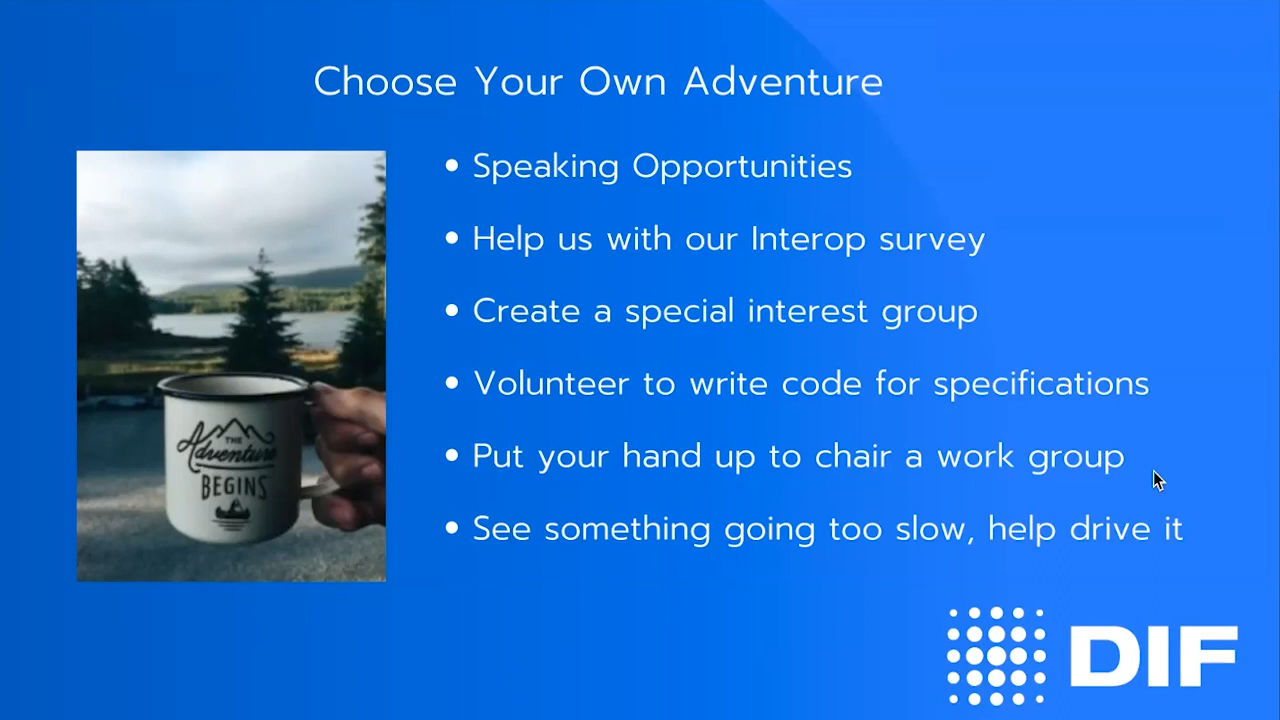 Choose Your Own Adventure
Speaking Opportunities
Help us with our Interop survey
Create a special interest group
Volunteer to write code for specifications
Put your hand up to chair a work group
See something going too slow, help drive it
THE
Adventure
BEGINS
DIF